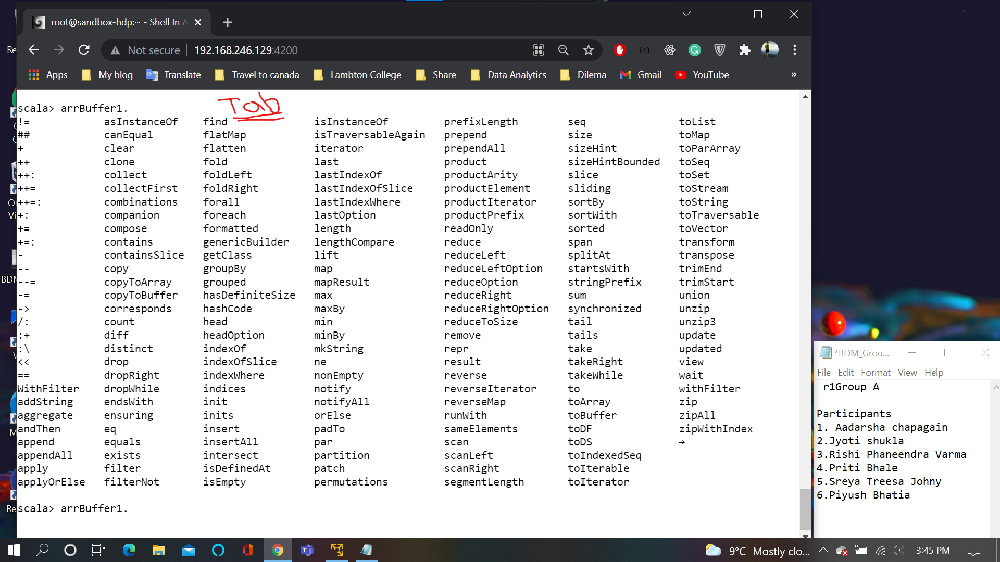 root@sandbox-hdp:~ - Shell In A
Not secure 192.168.246.129:4200
Apps My blog Translate Travel to canada Lambton College Share Data Analytics Dilema Gmail YouTube »
Tab
scala> arrBuffer1.
!= asInstanceOf find isInstanceOf prefixLength seq toList
## canEqual flatMap isTraversableAgain prepend size toMap
+ clear flatten iterator prependAll sizeHint toParArray
++ clone fold last product sizeHintBounded toSeq
++: collect foldLeft lastIndexOf productArity slice toSet
++= collectFirst foldRight lastIndexOfSlice productElement sliding toStream
++=: combinations forall lastIndexWhere productIterator sortBy toString
+: companion foreach lastOption productPrefix sortWith toTraversable
+= compose formatted length readOnly sorted toVector
+=: contains genericBuilder lengthCompare reduce span transform
- containsSlice getClass lift reduceLeft splitAt transpose
-- copy groupBy map reduceLeftOption startsWith trimEnd
--= copyToArray grouped mapResult reduceOption stringPrefix trimStart
-= copyToBuffer hasDefiniteSize max reduceRight sum union
-> corresponds hashCode maxBy reduceRightOption synchronized unzip
/: count head min reduceToSize tail unzip3
:+ diff headOption minBy remove tails update
:\ distinct indexOf mkString repr take updated
<< drop indexOfSlice ne result takeRight view
== dropRight indexWhere nonEmpty reverse takeWhile wait
WithFilter dropWhile indices notify reverseIterator to withFilter
addString endsWith init notifyAll reverseMap toArray zip
aggregate ensuring inits orElse runWith toBuffer zipAll
andThen eq insert padTo sameElements toDF zipWithIndex
append equals insertAll par scan toDS →
appendAll exists intersect partition scanLeft toIndexedSeq
apply filter isDefinedAt patch scanRight toIterable
applyOrElse filterNot isEmpty permutations segmentLength toIterator
scala> arrBuffer1.
*BDM_Grou...
File Edit Format View Help
r1Group A
Participants
1. Aadarsha chapagain
2.Jyoti shukla
3.Rishi Phaneendra Varma
4.Priti Bhale
5.Sreya Treesa Johny
6.Piyush Bhatia
9°C Mostly clo...
3:45 PM